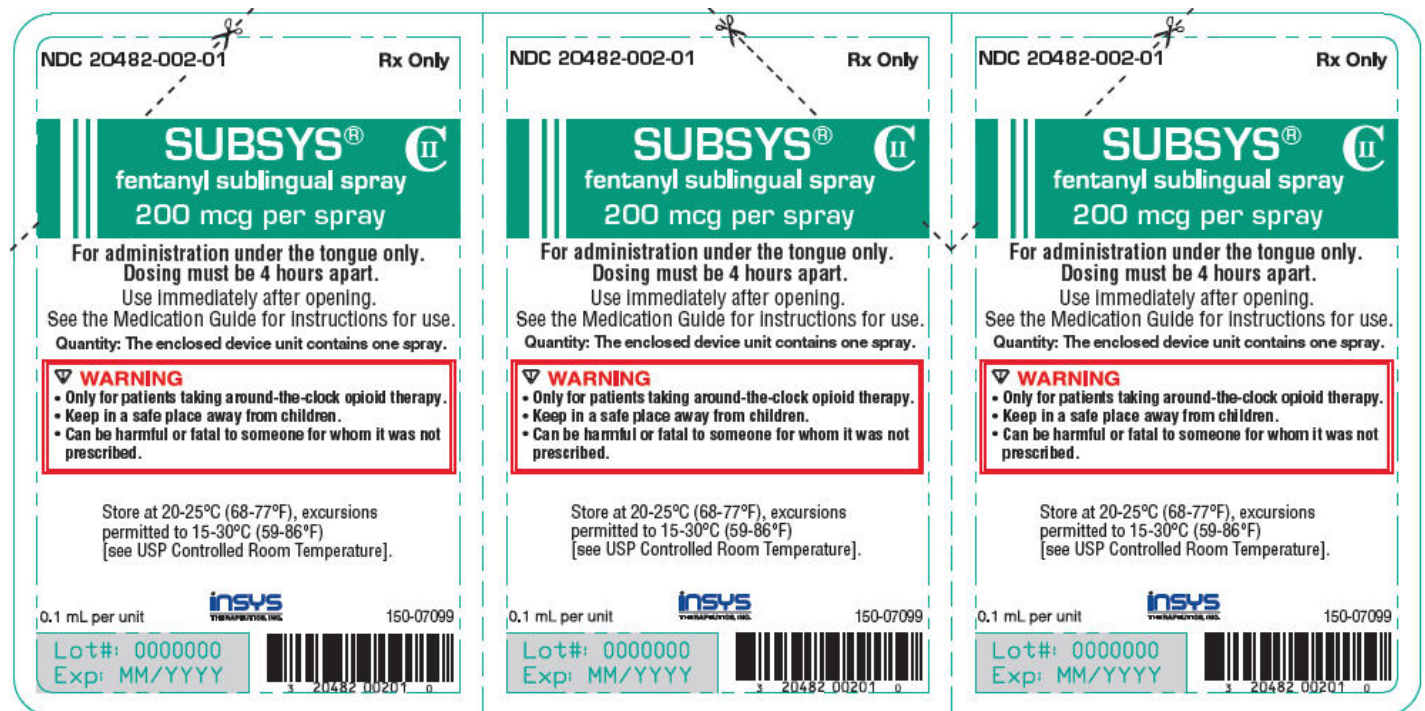 NDC 20482-002-01 Rx Only
SUBSYS® CII
fentanyl sublingual spray
200 mcg per spray
For administration under the tongue only.
Dosing must be 4 hours apart.
Use immediately after opening.
See the Medication Guide for instructions for use.
Quantity: The enclosed device unit contains one spray.
WARNING
• Only for patients taking around-the-clock opioid therapy.
• Keep in a safe place away from children.
• Can be harmful or fatal to someone for whom it was not
prescribed.
Store at 20-25ºC (68-77ºF), excursions
permitted to 15-30ºC (59-86ºF)
[see USP Controlled Room Temperature].
insys
THERAPEUTICS, INC.
0.1 mL per unit 150-07099
Lot#: 0000000
Exp: MM/YYYY
3 20482 00201 0
NDC 20482-002-01 Rx Only
SUBSYS® CII
fentanyl sublingual spray
200 mcg per spray
For administration under the tongue only.
Dosing must be 4 hours apart.
Use immediately after opening.
See the Medication Guide for instructions for use.
Quantity: The enclosed device unit contains one spray.
WARNING
• Only for patients taking around-the-clock opioid therapy.
• Keep in a safe place away from children.
• Can be harmful or fatal to someone for whom it was not
prescribed.
Store at 20-25ºC (68-77ºF), excursions
permitted to 15-30ºC (59-86ºF)
[see USP Controlled Room Temperature].
insys
THERAPEUTICS, INC.
0.1 mL per unit 150-07099
Lot#: 0000000
Exp: MM/YYYY
3 20482 00201 0
NDC 20482-002-01 Rx Only
SUBSYS® CII
fentanyl sublingual spray
200 mcg per spray
For administration under the tongue only.
Dosing must be 4 hours apart.
Use immediately after opening.
See the Medication Guide for instructions for use.
Quantity: The enclosed device unit contains one spray.
WARNING
• Only for patients taking around-the-clock opioid therapy.
• Keep in a safe place away from children.
• Can be harmful or fatal to someone for whom it was not
prescribed.
Store at 20-25ºC (68-77ºF), excursions
permitted to 15-30ºC (59-86ºF)
[see USP Controlled Room Temperature].
insys
THERAPEUTICS, INC.
0.1 mL per unit 150-07099
Lot#: 0000000
Exp: MM/YYYY
3 20482 00201 0